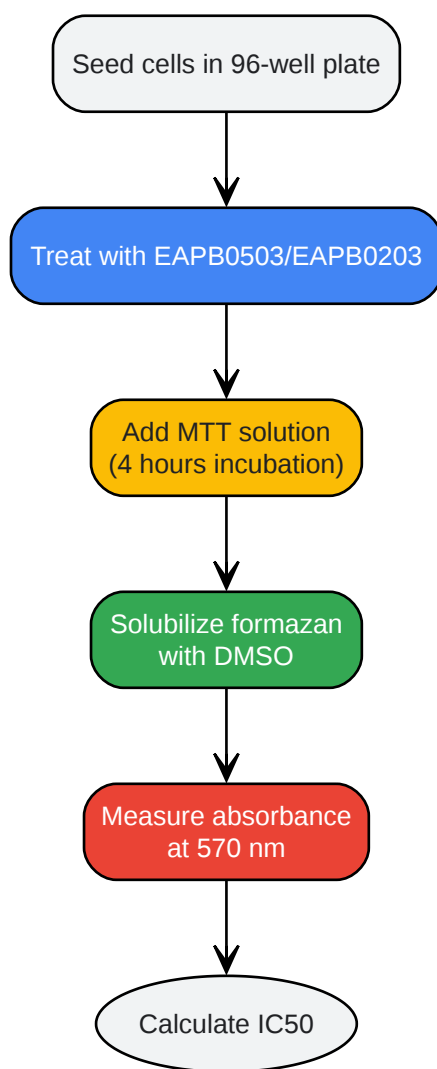 Seed cells in 96-well plate
Treat with EAPB0503/EAPB0203
Add MTT solution
(4 hours incubation)
Solubilize formazan
with DMSO
Measure absorbance
at 570 nm
Calculate IC50